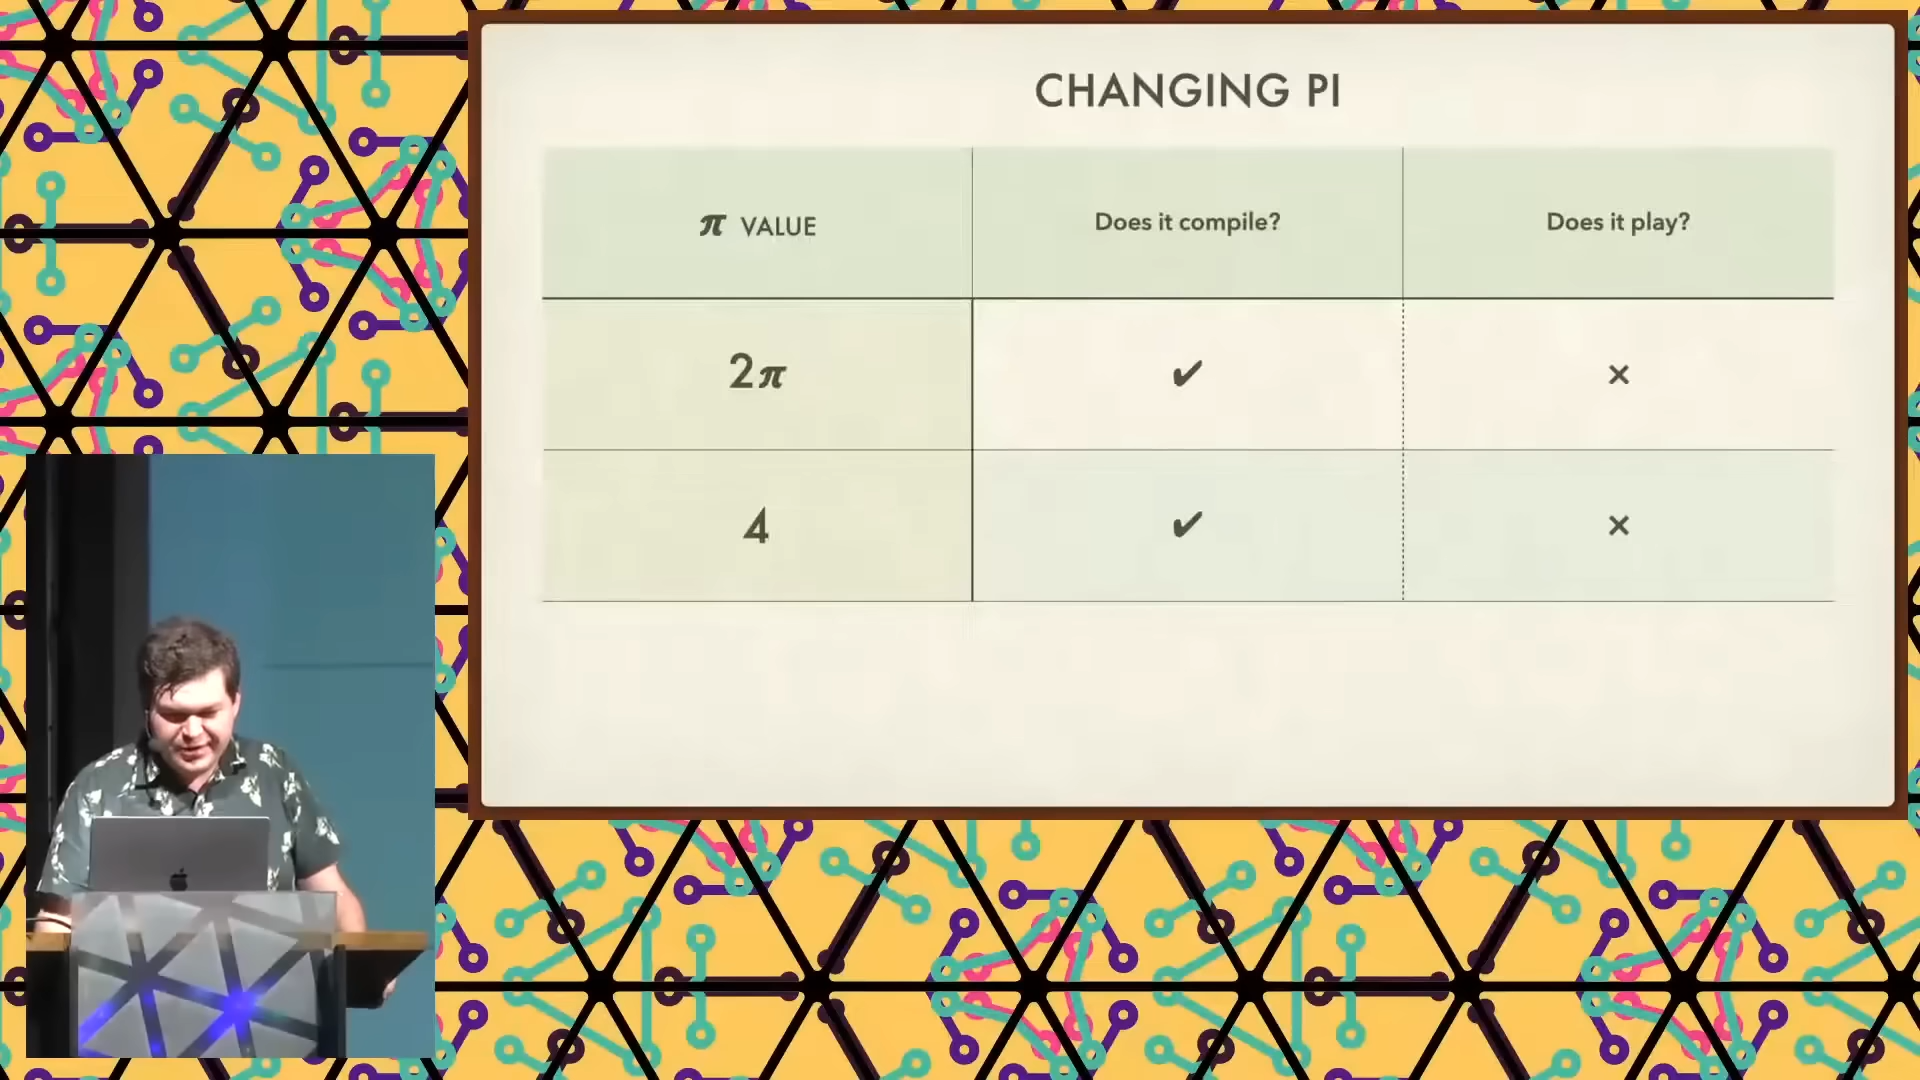 CHANGING PI
π VALUE
Does it compile?
Does it play?
2π
✔
×
4
✔
×